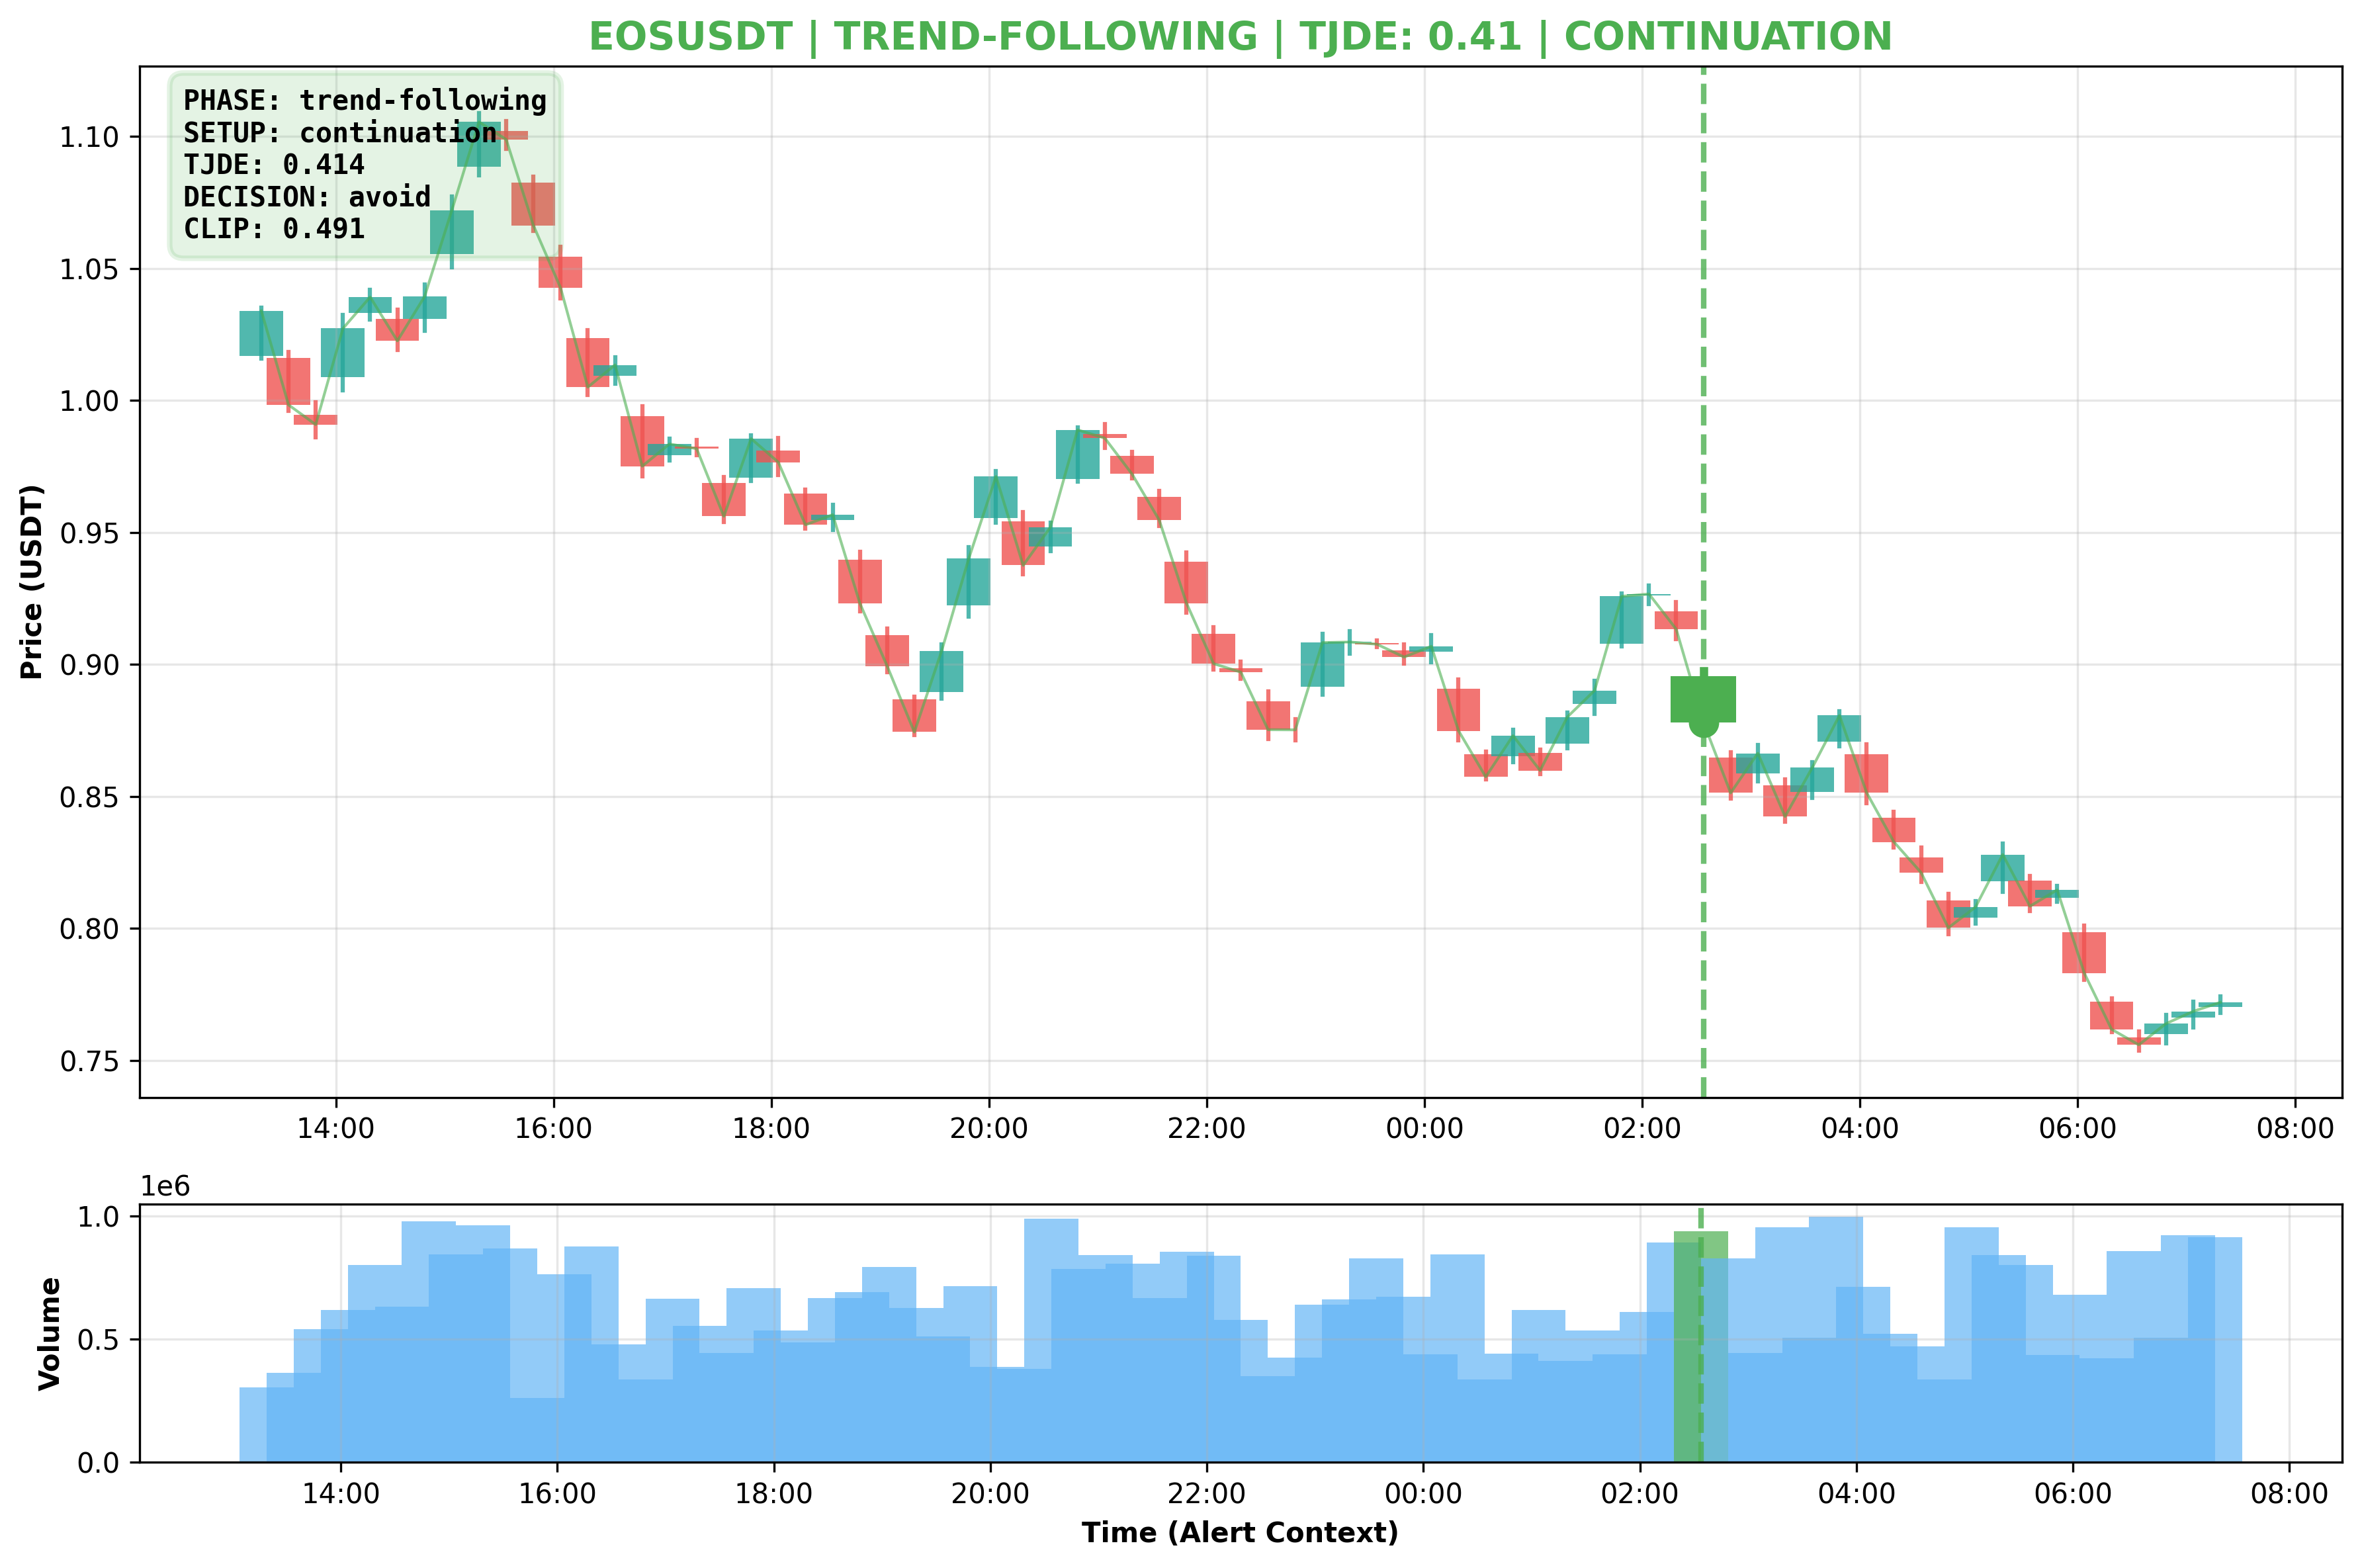 EOSUSDT | TREND-FOLLOWING | TJDE: 0.41 | CONTINUATION
PHASE: trend-following
SETUP: continuation
TJDE: 0.414
DECISION: avoid
CLIP: 0.491
Price (USDT)
1.10
1.05
1.00
0.95
0.90
0.85
0.80
0.75
14:00 16:00 18:00 20:00 22:00 00:00 02:00 04:00 06:00 08:00
1e6
Volume
1.0
0.5
0.0
14:00 16:00 18:00 20:00 22:00 00:00 02:00 04:00 06:00 08:00
Time (Alert Context)